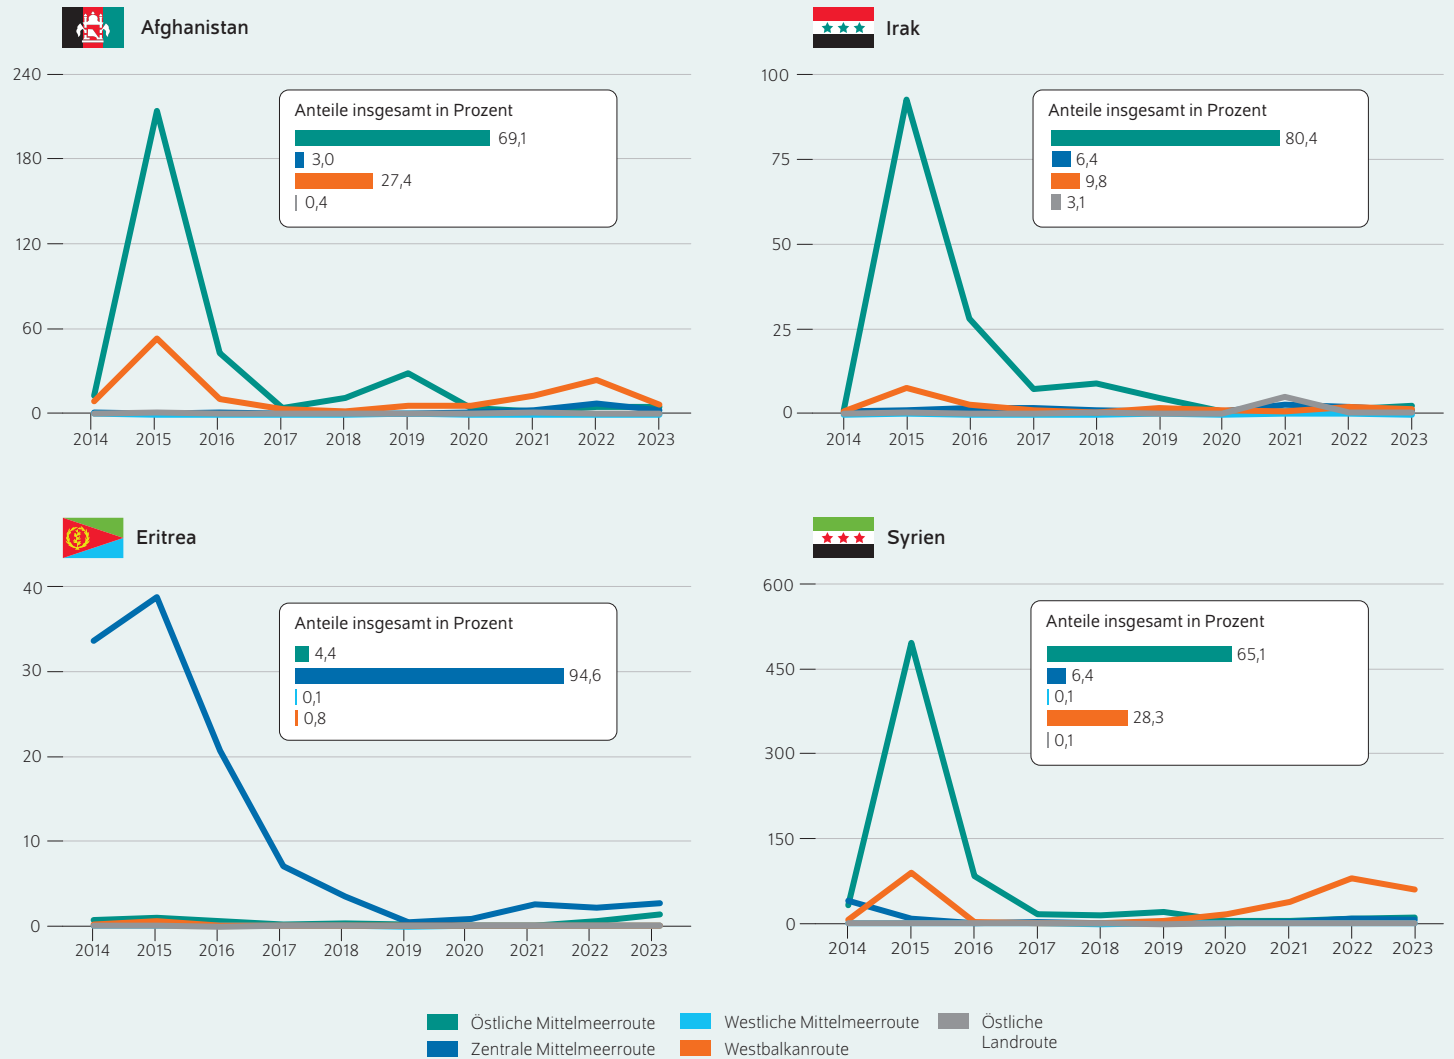 Afghanistan
240
180
120
60
0
2014 2015 2016 2017 2018 2019 2020 2021 2022 2023
Anteile insgesamt in Prozent
69,1
3,0
27,4
0,4
Irak
100
75
50
25
0
2014 2015 2016 2017 2018 2019 2020 2021 2022 2023
Anteile insgesamt in Prozent
80,4
6,4
9,8
3,1
Eritrea
40
30
20
10
0
2014 2015 2016 2017 2018 2019 2020 2021 2022 2023
Anteile insgesamt in Prozent
4,4
94,6
0,1
0,8
Syrien
600
450
300
150
0
2014 2015 2016 2017 2018 2019 2020 2021 2022 2023
Anteile insgesamt in Prozent
65,1
6,4
0,1
28,3
0,1
Östliche Mittelmeerroute
Zentrale Mittelmeerroute
Westliche Mittelmeerroute
Westbalkanroute
Östliche
Landroute